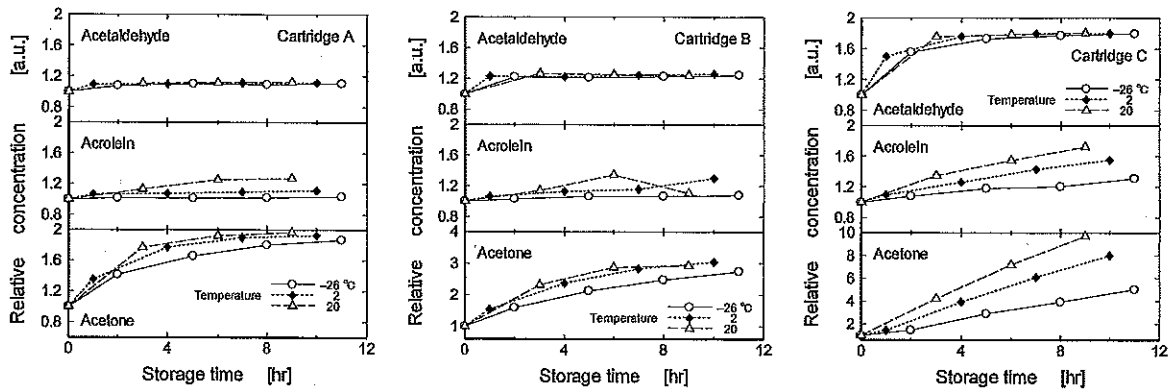 Relative concentration [a.u.]
2
1.6
1.2
0.8
Acetaldehyde
Cartridge A
2
1.6
1.2
0.8
Acrolein
2
1.6
1.2
0.8
Temperature
−26 °C
2
20
Acetone
0 4 8 12
Storage time [hr]
Relative concentration [a.u.]
2
1.6
1.2
0.8
Acetaldehyde
Cartridge B
2
1.6
1.2
0.8
Acrolein
4
3
2
1
Acetone
Temperature
−26 °C
2
20
0 4 8 12
Storage time [hr]
Relative concentration [a.u.]
2
1.6
1.2
0.8
Cartridge C
Temperature
−26 °C
2
20
Acetaldehyde
2
1.6
1.2
0.8
Acrolein
10
8
6
4
2
Acetone
0 4 8 12
Storage time [hr]